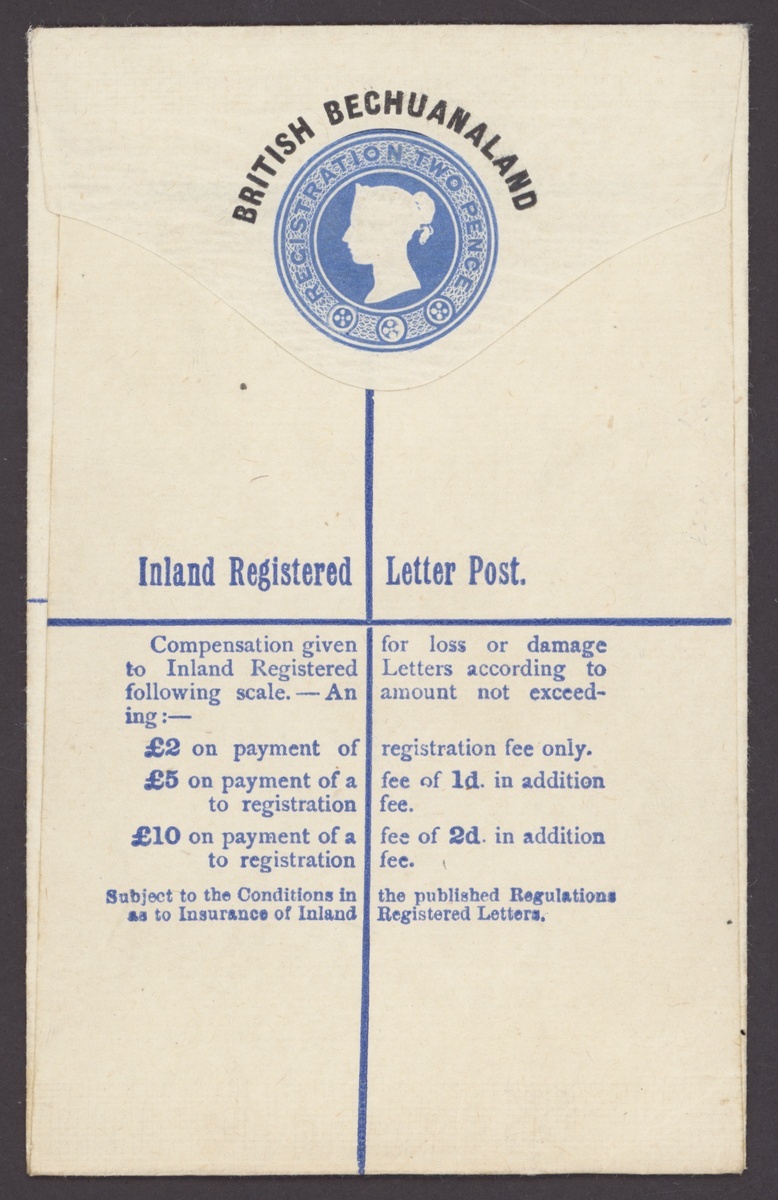 BRITISH BECHUANALAND
REGISTRATION TWO PENCE
Inland Registered Letter Post.
Compensation given for loss or damage
to Inland Registered Letters according to
following scale. — An amount not exceed-
ing :—
£2 on payment of registration fee only.
£5 on payment of a fee of 1d. in addition
to registration fee.
£10 on payment of a fee of 2d. in addition
to registration fee.
Subject to the Conditions in the published Regulations
as to Insurance of Inland Registered Letters.